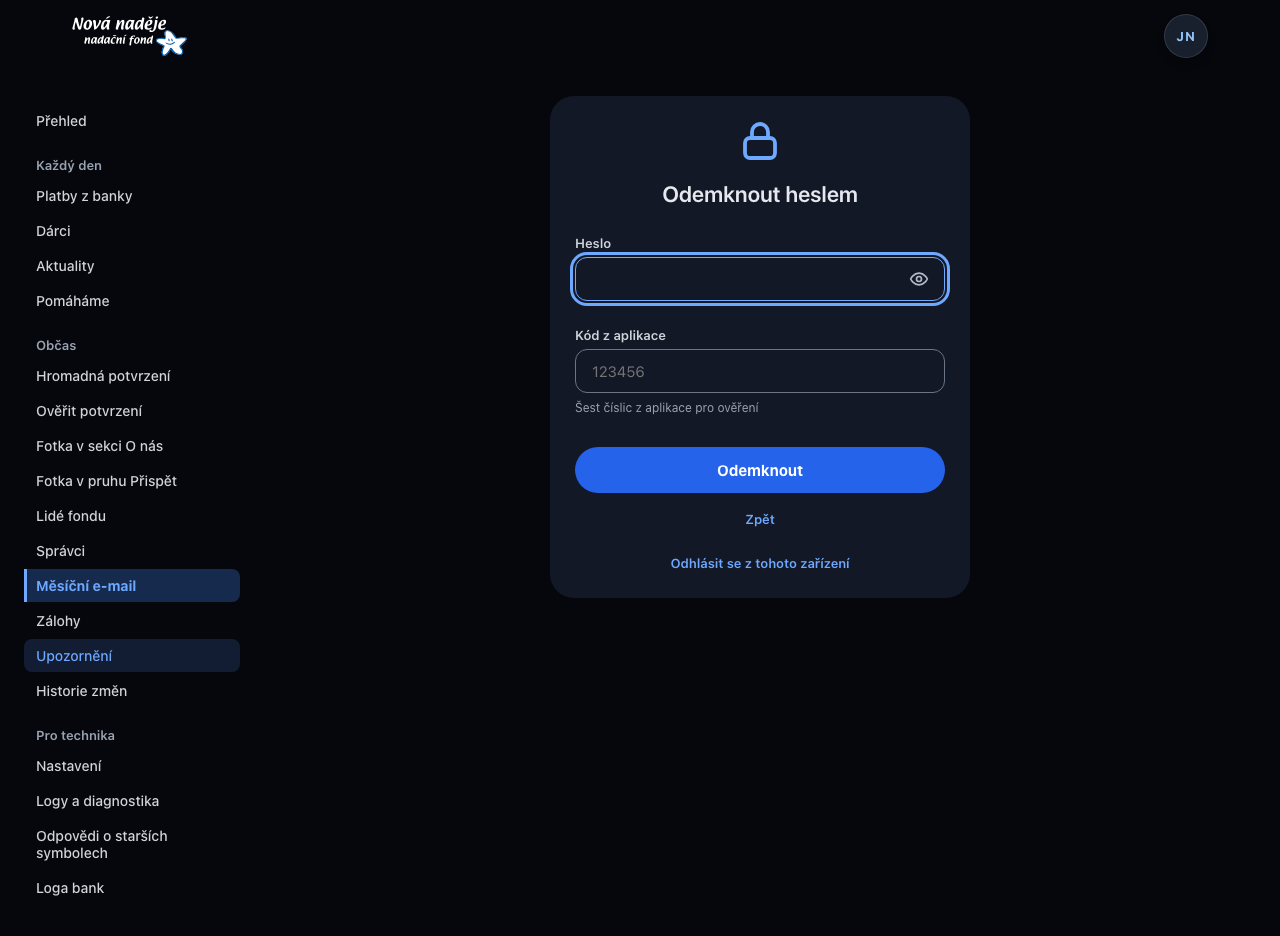 Nová naděje
nadační fond
JN
Přehled
Každý den
Platby z banky
Dárci
Aktuality
Pomáháme
Občas
Hromadná potvrzení
Ověřit potvrzení
Fotka v sekci O nás
Fotka v pruhu Přispět
Lidé fondu
Správci
Měsíční e-mail
Zálohy
Upozornění
Historie změn
Pro technika
Nastavení
Logy a diagnostika
Odpovědi o starších
symbolech
Loga bank
Odemknout heslem
Heslo
Kód z aplikace
123456
Šest číslic z aplikace pro ověření
Odemknout
Zpět
Odhlásit se z tohoto zařízení